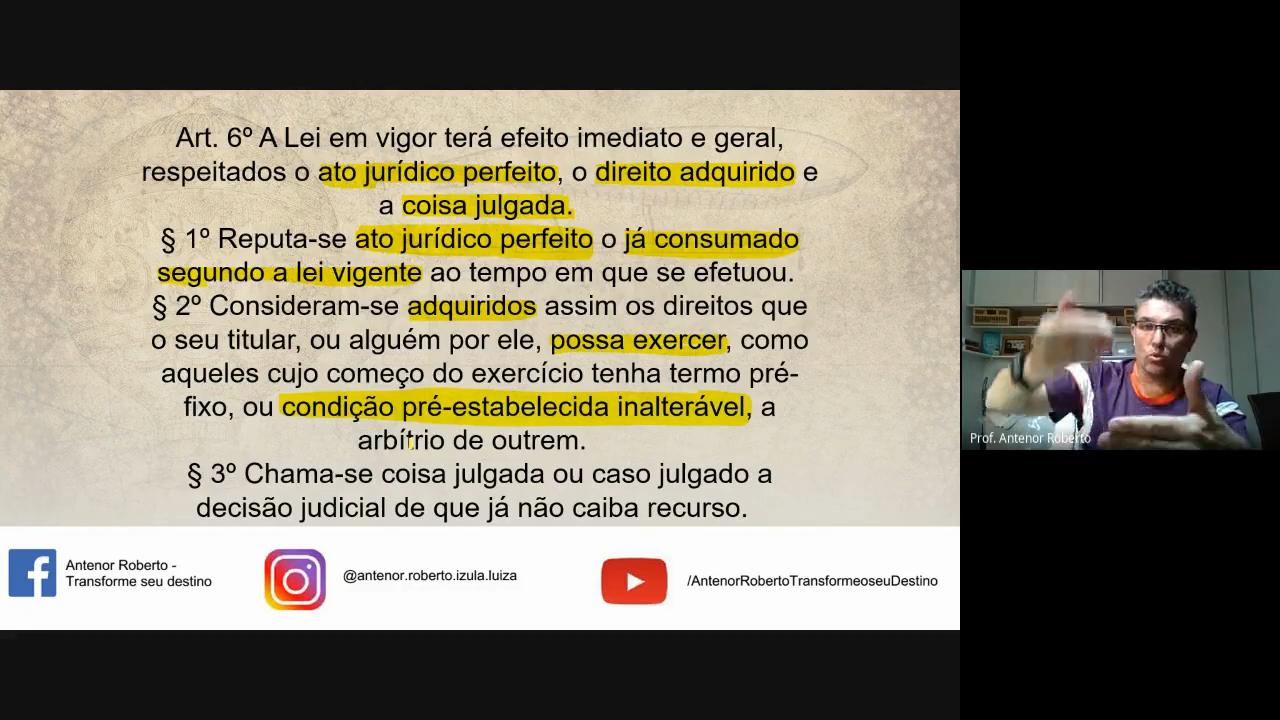 Art. 6º A Lei em vigor terá efeito imediato e geral,
respeitados o ato jurídico perfeito, o direito adquirido e
a coisa julgada.
§ 1º Reputa-se ato jurídico perfeito o já consumado
segundo a lei vigente ao tempo em que se efetuou.
§ 2º Consideram-se adquiridos assim os direitos que
o seu titular, ou alguém por ele, possa exercer, como
aqueles cujo começo do exercício tenha termo pré-
fixo, ou condição pré-estabelecida inalterável, a
arbítrio de outrem.
§ 3º Chama-se coisa julgada ou caso julgado a
decisão judicial de que já não caiba recurso.
Antenor Roberto -
Transforme seu destino
@antenor.roberto.izula.luiza
/AntenorRobertoTransformeoseuDestino
Prof. Antenor Roberto